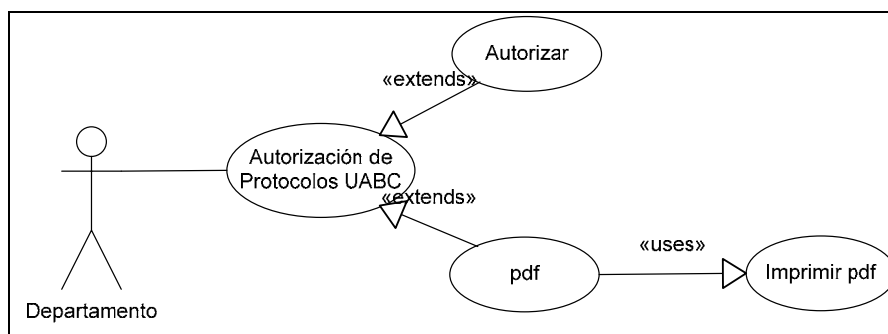 Autorizar
«extends»
Autorización de
Protocolos UABC
«extends»
«uses»
pdf
Imprimir pdf
Departamento